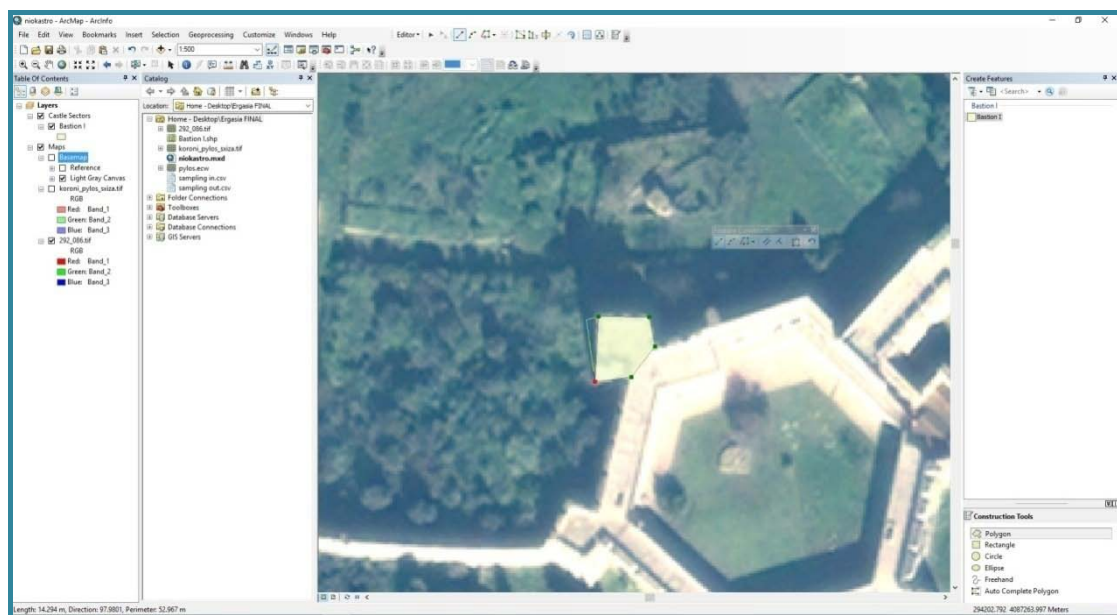 niokastro - ArcMap - ArcInfo
File Edit View Bookmarks Insert Selection Geoprocessing Customize Windows Help
Editor
1:500
Table Of Contents
Layers
Castle Sectors
Bastion I
Maps
Basemap
Reference
Light Gray Canvas
koroni_pylos_sxiza.tif
RGB
Red: Band_1
Green: Band_2
Blue: Band_3
292_086.tif
RGB
Red: Band_1
Green: Band_2
Blue: Band_3
Catalog
Location: Home - Desktop\Ergasia FINAL
Home - Desktop\Ergasia FINAL
292_086.tif
Bastion I.shp
koroni_pylos_sxiza.tif
niokastro.mxd
pylos.ecw
sampling in.csv
sampling out.csv
Folder Connections
Toolboxes
Database Servers
Database Connections
GIS Servers
Create Features
<Search>
Bastion I
Bastion I
Construction Tools
Polygon
Rectangle
Circle
Ellipse
Freehand
Auto Complete Polygon
Length: 14.294 m, Direction: 97.9801, Perimeter: 52.967 m
294202.792 4087263.997 Meters